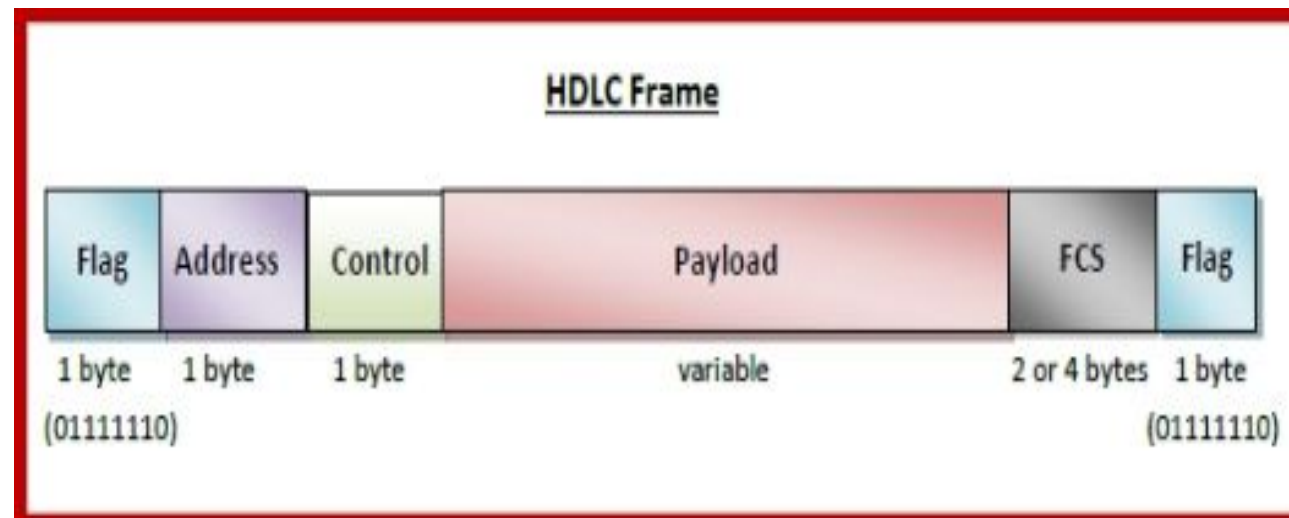 HDLC Frame
Flag Address Control Payload FCS Flag
1 byte 1 byte 1 byte variable 2 or 4 bytes 1 byte
(01111110) (01111110)